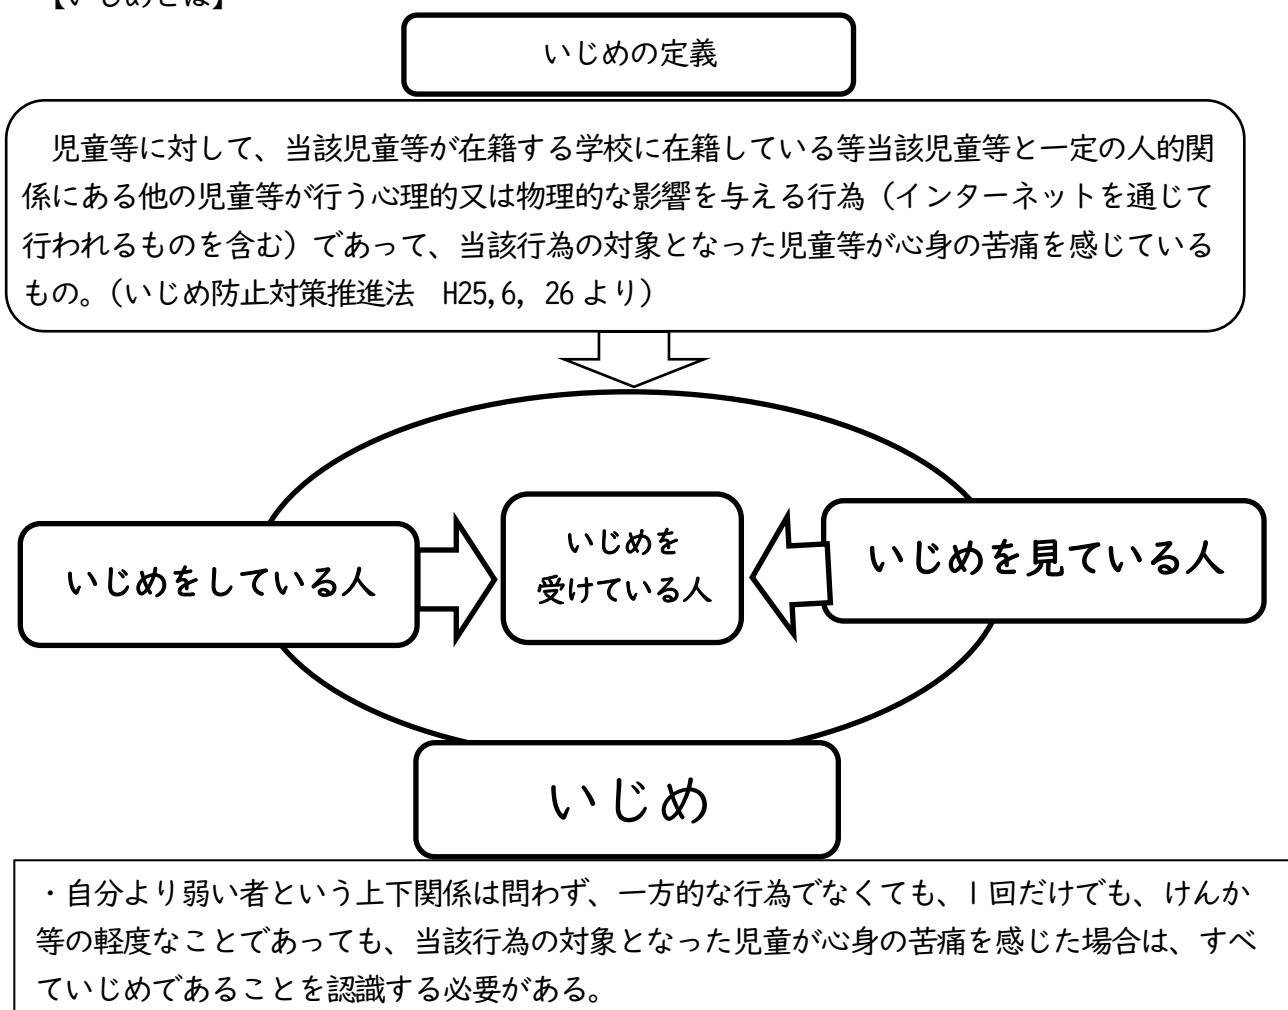 【いじめとは】
いじめの定義
児童等に対して、当該児童等が在籍する学校に在籍している等当該児童等と一定の人的関
係にある他の児童等が行う心理的又は物理的な影響を与える行為（インターネットを通じて
行われるものを含む）であって、当該行為の対象となった児童等が心身の苦痛を感じている
もの。（いじめ防止対策推進法　H25,6, 26より）
いじめをしている人
いじめを
受けている人
いじめを見ている人
いじめ
・自分より弱い者という上下関係は問わず、一方的な行為でなくても、1回だけでも、けんか
等の軽度なことであっても、当該行為の対象となった児童が心身の苦痛を感じた場合は、すべ
ていじめであることを認識する必要がある。